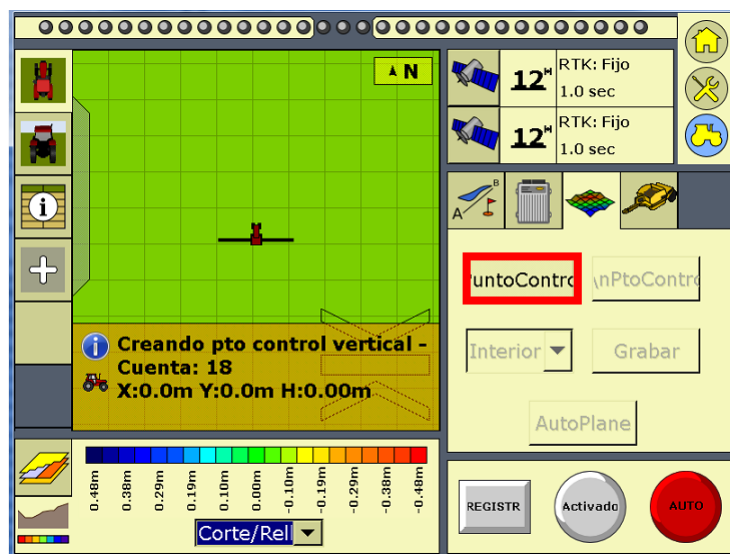 N
12 M
RTK: Fijo
1.0 sec
12 M
RTK: Fijo
1.0 sec
A
B
PuntoContro
\nPtoContro
Interior
Grabar
AutoPlane
i
Creando pto control vertical -
Cuenta: 18
X:0.0m Y:0.0m H:0.00m
0.48m
0.38m
0.29m
0.19m
0.10m
0.00m
-0.10m
-0.19m
-0.29m
-0.38m
-0.48m
Corte/Rell
REGISTR
Activado
AUTO